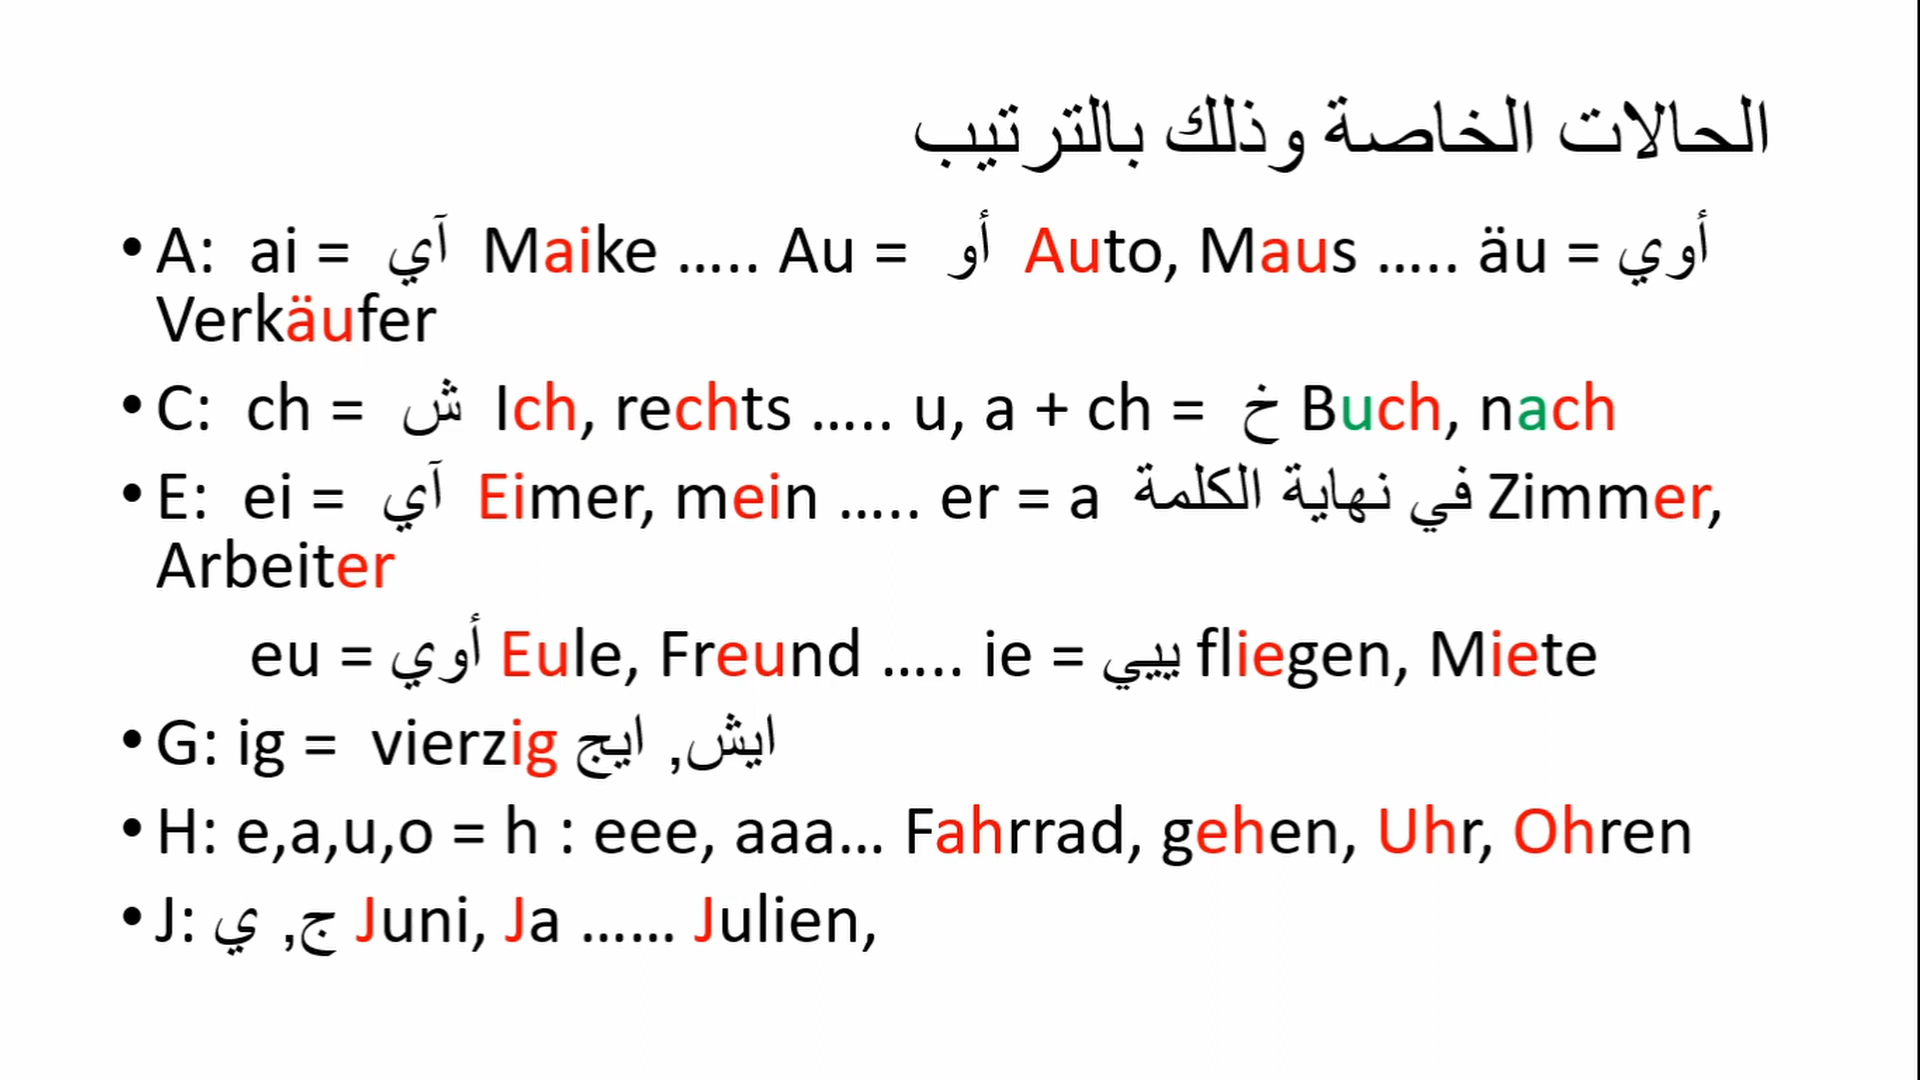 الحالات الخاصة وذلك بالترتيب
• A: ai = آي Maike ..... Au = أو Auto, Maus ..... äu = أوي
Verkäufer
• C: ch = ش Ich, rechts ..... u, a + ch = خ Buch, nach
• E: ei = آي Eimer, mein ..... er = a في نهاية الكلمة Zimmer,
Arbeiter
eu = أوي Eule, Freund ..... ie = ييي fliegen, Miete
• G: ig = vierzig ايش, ايج
• H: e,a,u,o = h : eee, aaa... Fahrrad, gehen, Uhr, Ohren
• J: ج, ي Juni, Ja ...... Julien,